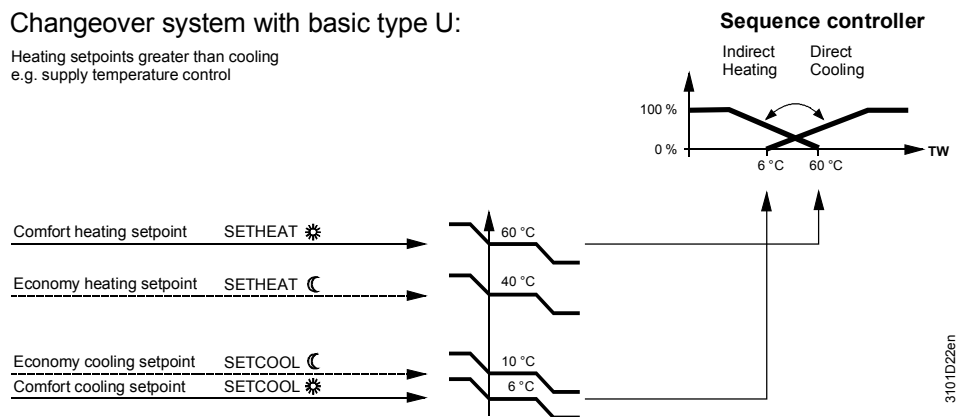 Changeover system with basic type U:
Heating setpoints greater than cooling
e.g. supply temperature control
Sequence controller
Indirect Heating
Direct Cooling
100 %
0 %
6 °C
60 °C
TW
Comfort heating setpoint SETHEAT
60 °C
Economy heating setpoint SETHEAT
40 °C
Economy cooling setpoint SETCOOL
10 °C
Comfort cooling setpoint SETCOOL
6 °C
3101D22en